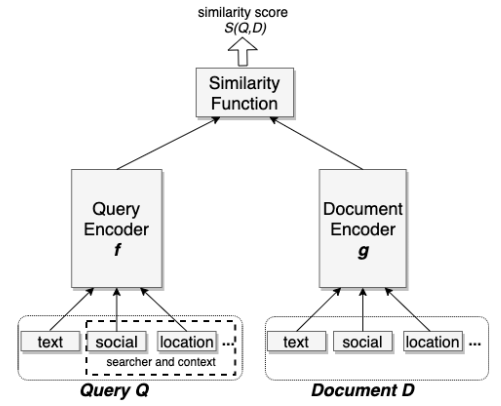 similarity score
S(Q,D)
Similarity
Function
Query
Encoder
f
Document
Encoder
g
text
social
location
...
searcher and context
text
social
location
...
Query Q
Document D